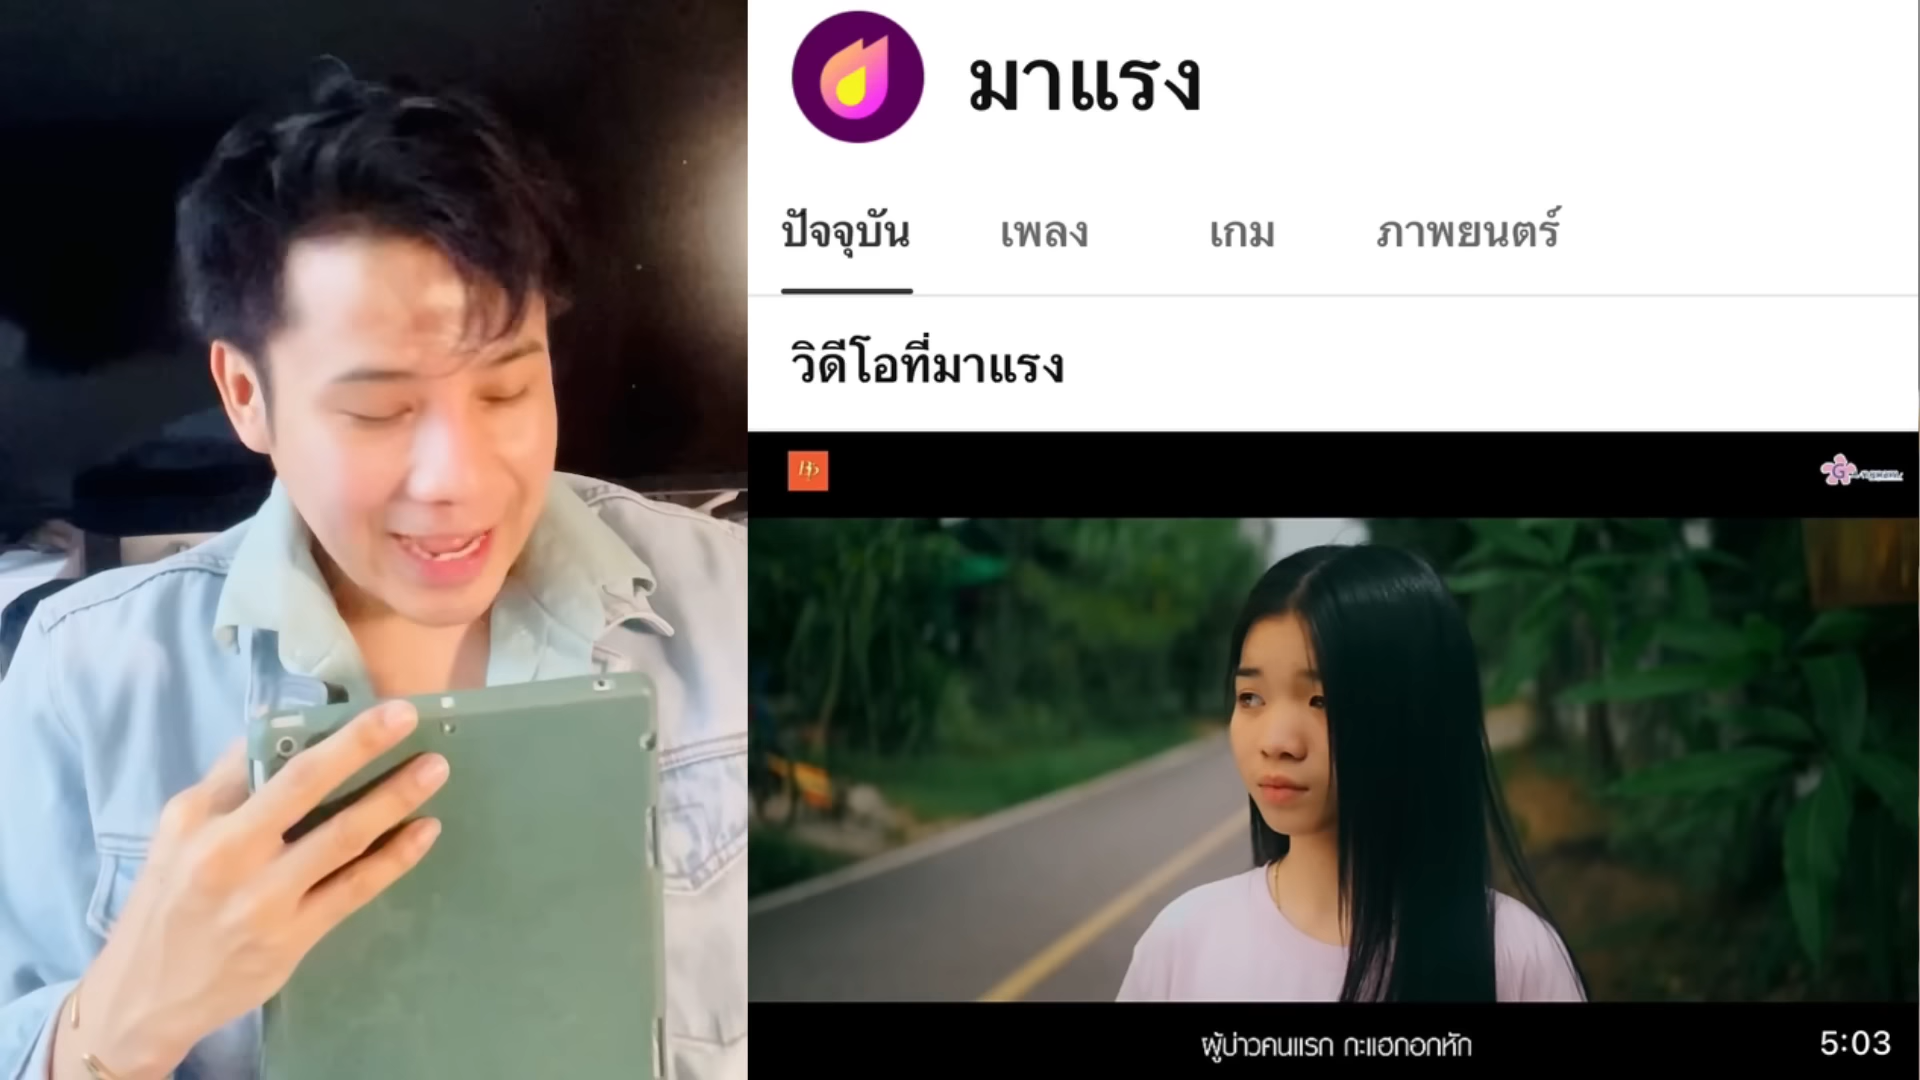 มาแรง
ปัจจุบัน เพลง เกม ภาพยนตร์
วิดีโอที่มาแรง
ผู้บ่าวคนแรก กะแฮกอกหัก
5:03